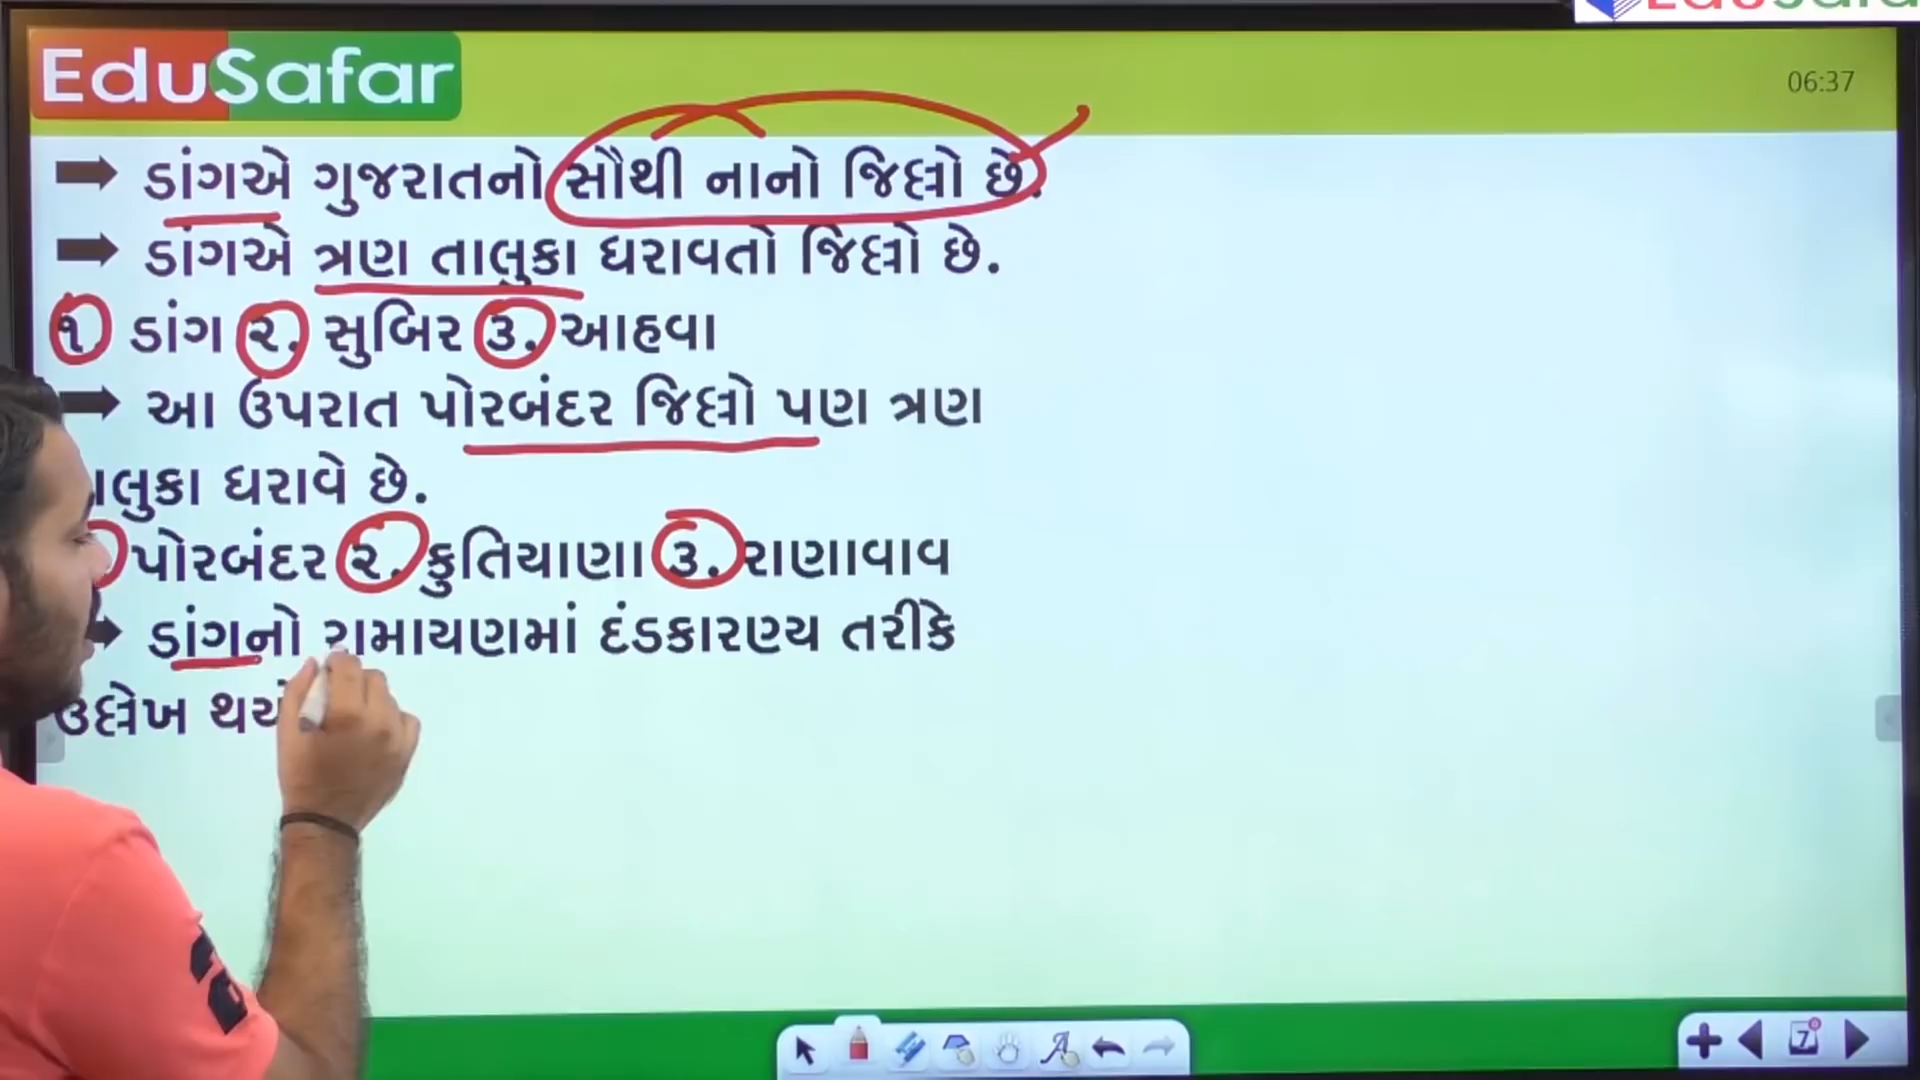 EduSafar
06:37
➡ ડાંગએ ગુજરાતનો સૌથી નાનો જિલ્લો છે.
➡ ડાંગએ ત્રણ તાલુકા ધરાવતો જિલ્લો છે.
૧. ડાંગ ૨. સુબિર ૩. આહવા
➡ આ ઉપરાત પોરબંદર જિલ્લો પણ ત્રણ
ધરાવે છે.
પોરબંદર ૨. કુતિયાણા ૩. રાણાવાવ
➡ ડાંગનો રામાયણમાં દંડકારણ્ય તરીકે
ઉલ્લેખ
7